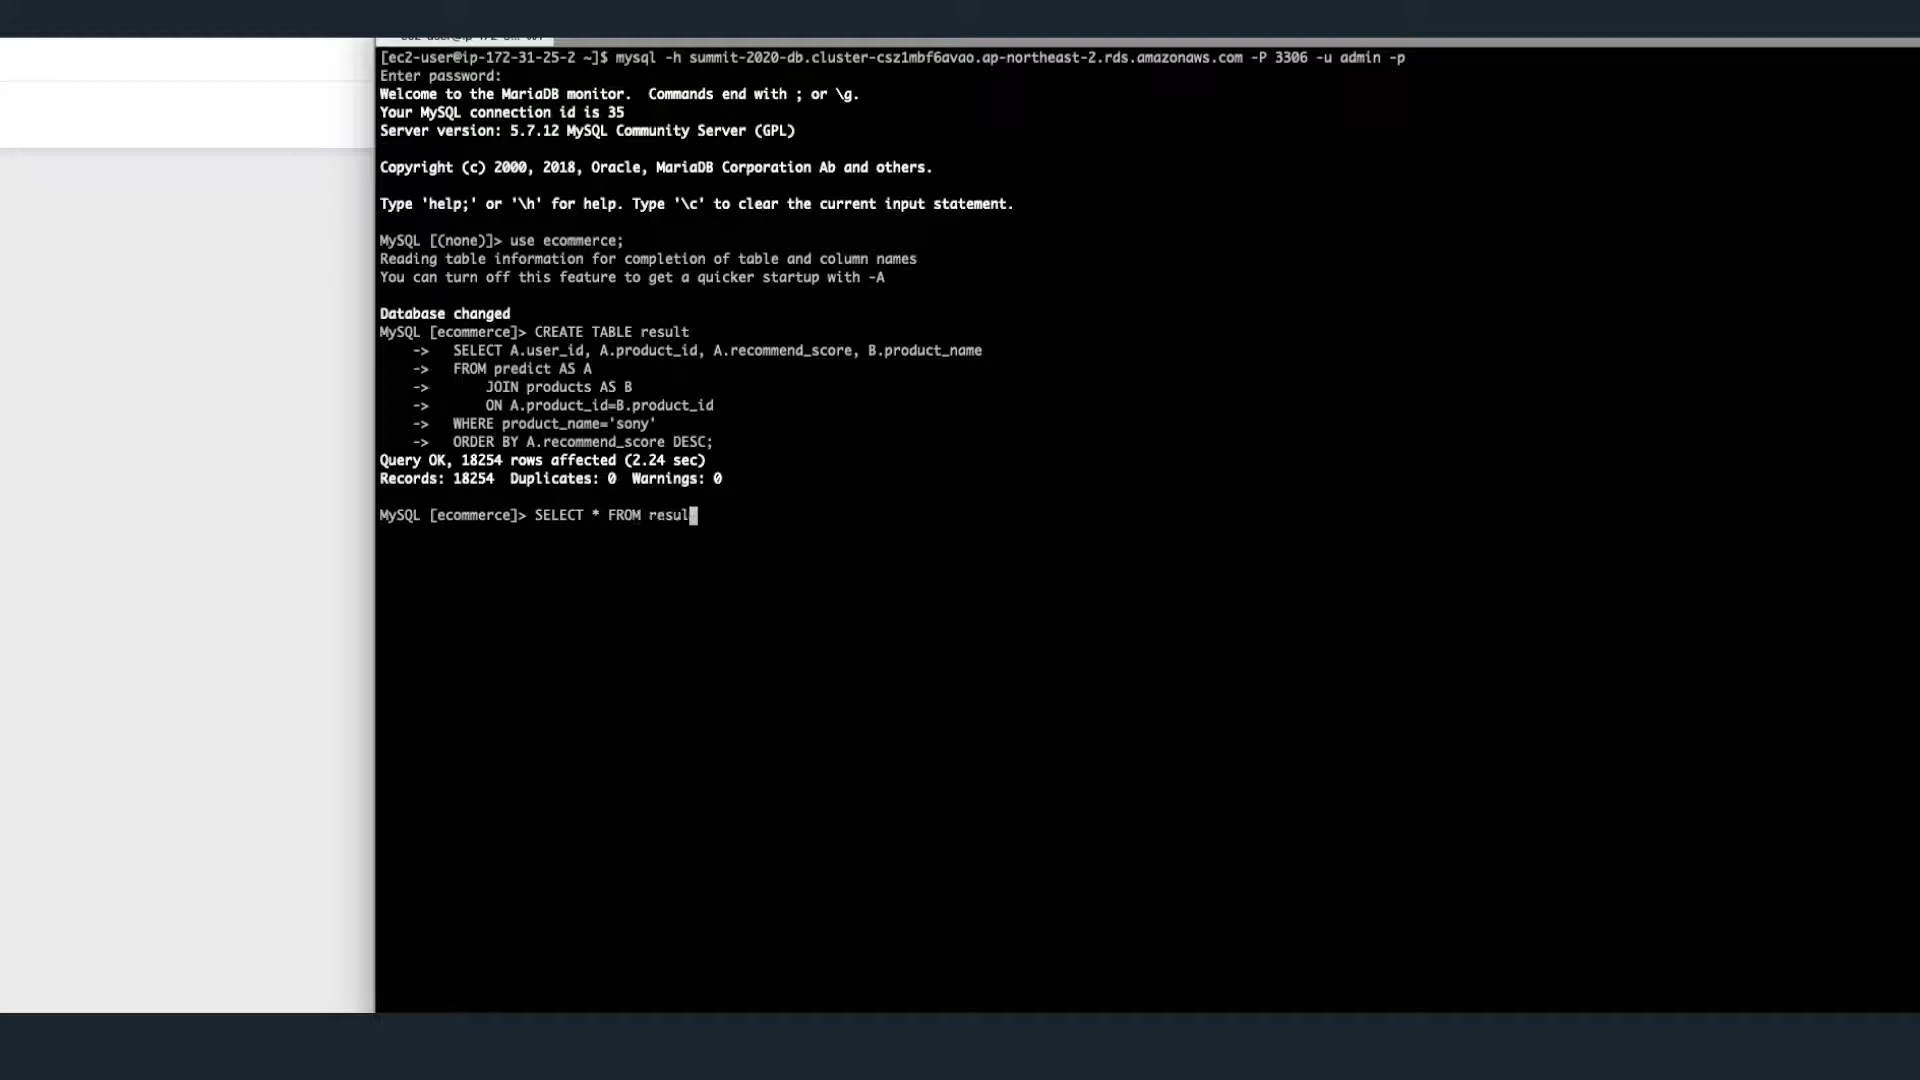 [ec2-user@ip-172-31-25-2 ~]$ mysql -h summit-2020-db.cluster-csz1mbf6avao.ap-northeast-2.rds.amazonaws.com -P 3306 -u admin -p
Enter password:
Welcome to the MariaDB monitor.  Commands end with ; or \g.
Your MySQL connection id is 35
Server version: 5.7.12 MySQL Community Server (GPL)
Copyright (c) 2000, 2018, Oracle, MariaDB Corporation Ab and others.
Type 'help;' or '\h' for help. Type '\c' to clear the current input statement.
MySQL [(none)]> use ecommerce;
Reading table information for completion of table and column names
You can turn off this feature to get a quicker startup with -A
Database changed
MySQL [ecommerce]> CREATE TABLE result
    ->   SELECT A.user_id, A.product_id, A.recommend_score, B.product_name
    ->   FROM predict AS A
    ->       JOIN products AS B
    ->       ON A.product_id=B.product_id
    ->   WHERE product_name='sony'
    ->   ORDER BY A.recommend_score DESC;
Query OK, 18254 rows affected (2.24 sec)
Records: 18254  Duplicates: 0  Warnings: 0
MySQL [ecommerce]> SELECT * FROM resul